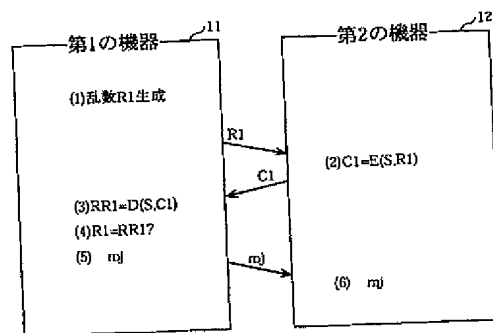 11
第1の機器
12
第2の機器
(1)乱数R1生成
R1
(2)C1=E(S,R1)
C1
(3)RR1=D(S,C1)
(4)R1=RR1?
(5) mj
mj
(6) mj